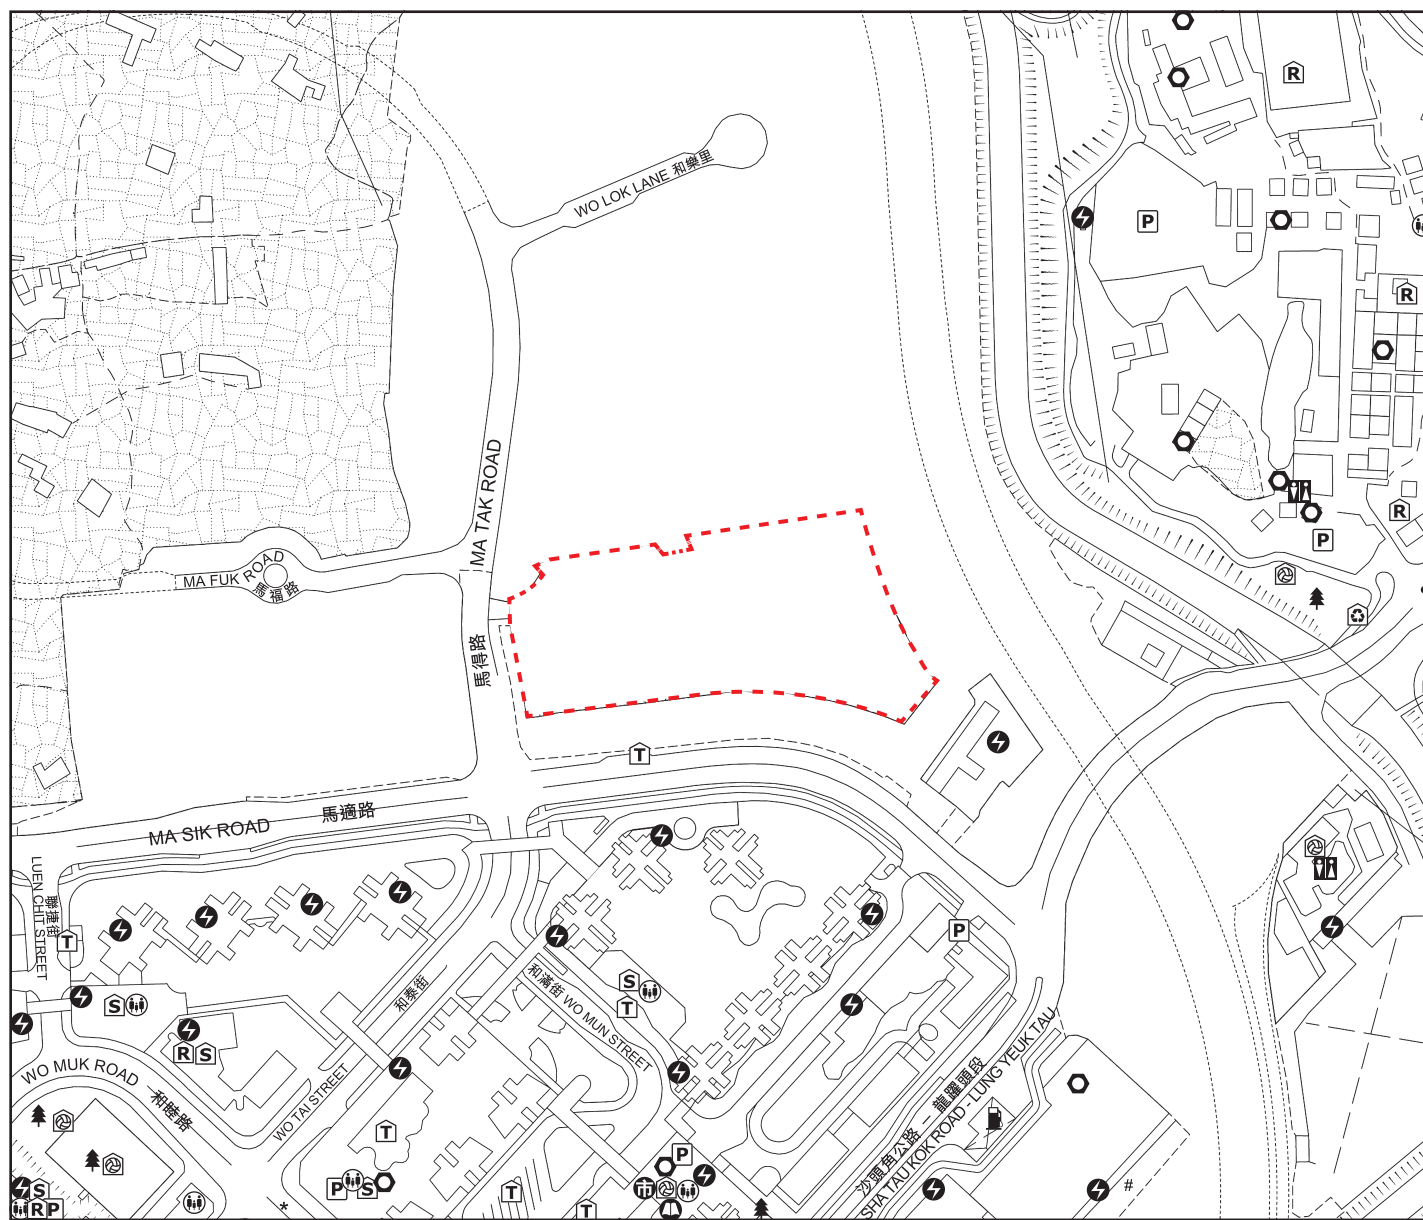 R
WO LOK LANE 和樂里
P
R
MA TAK ROAD
R
P
MA FUK ROAD
馬福路
馬得路
T
MA SIK ROAD 馬適路
LUEN CHIT STREET
聯捷街
T
P
S
T
和滿街 WO MUN STREET
和泰街
S
R S
WO MUK ROAD 和睦路
WO TAI STREET
T
沙頭角公路 - 龍躍頭段
SHA TAU KOK ROAD - LUNG YEUK TAU
P
S
R P
P S
T
T
P
市
*
#